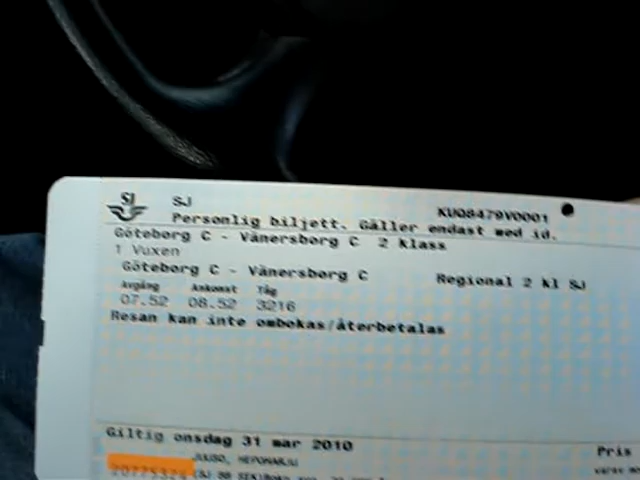 SJ SJ KUQ8479V0001
Personlig biljett. Gäller endast med id.
Göteborg C - Vänersborg C 2 klass
1 Vuxen
Göteborg C - Vänersborg C Regional 2 kl SJ
Avgång Ankomst Tåg
07.52 08.52 3216
Resan kan inte ombokas/återbetalas
Giltig onsdag 31 mar 2010
Pris